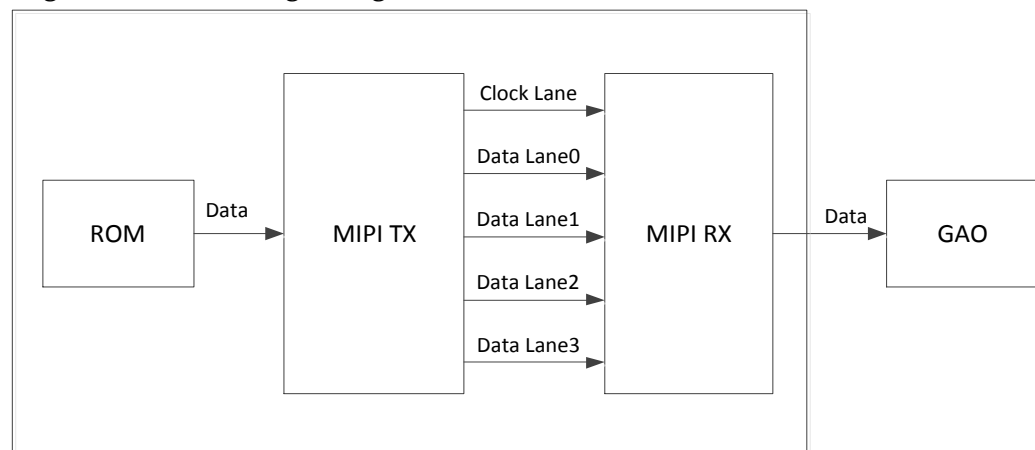 Clock Lane
Data Lane0
Data
Data Lane1
Data
ROM
MIPI TX
MIPI RX
GAO
Data Lane2
Data Lane3